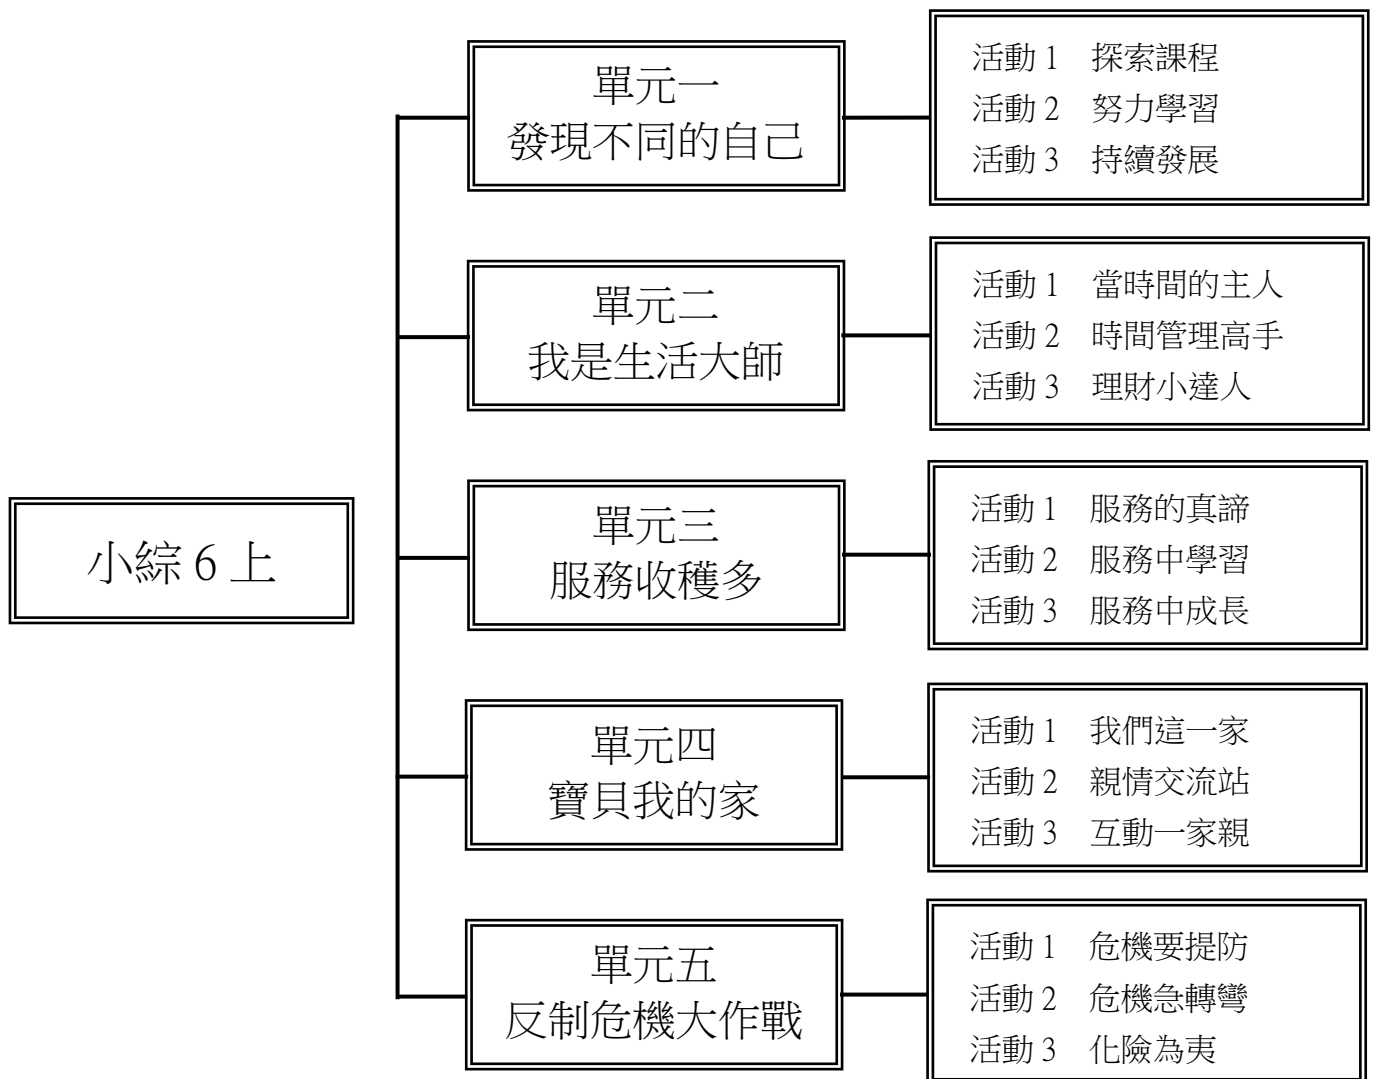 小綜 6 上
單元一
發現不同的自己
活動 1 探索課程
活動 2 努力學習
活動 3 持續發展
單元二
我是生活大師
活動 1 當時間的主人
活動 2 時間管理高手
活動 3 理財小達人
單元三
服務收穫多
活動 1 服務的真諦
活動 2 服務中學習
活動 3 服務中成長
單元四
寶貝我的家
活動 1 我們這一家
活動 2 親情交流站
活動 3 互動一家親
單元五
反制危機大作戰
活動 1 危機要提防
活動 2 危機急轉彎
活動 3 化險為夷